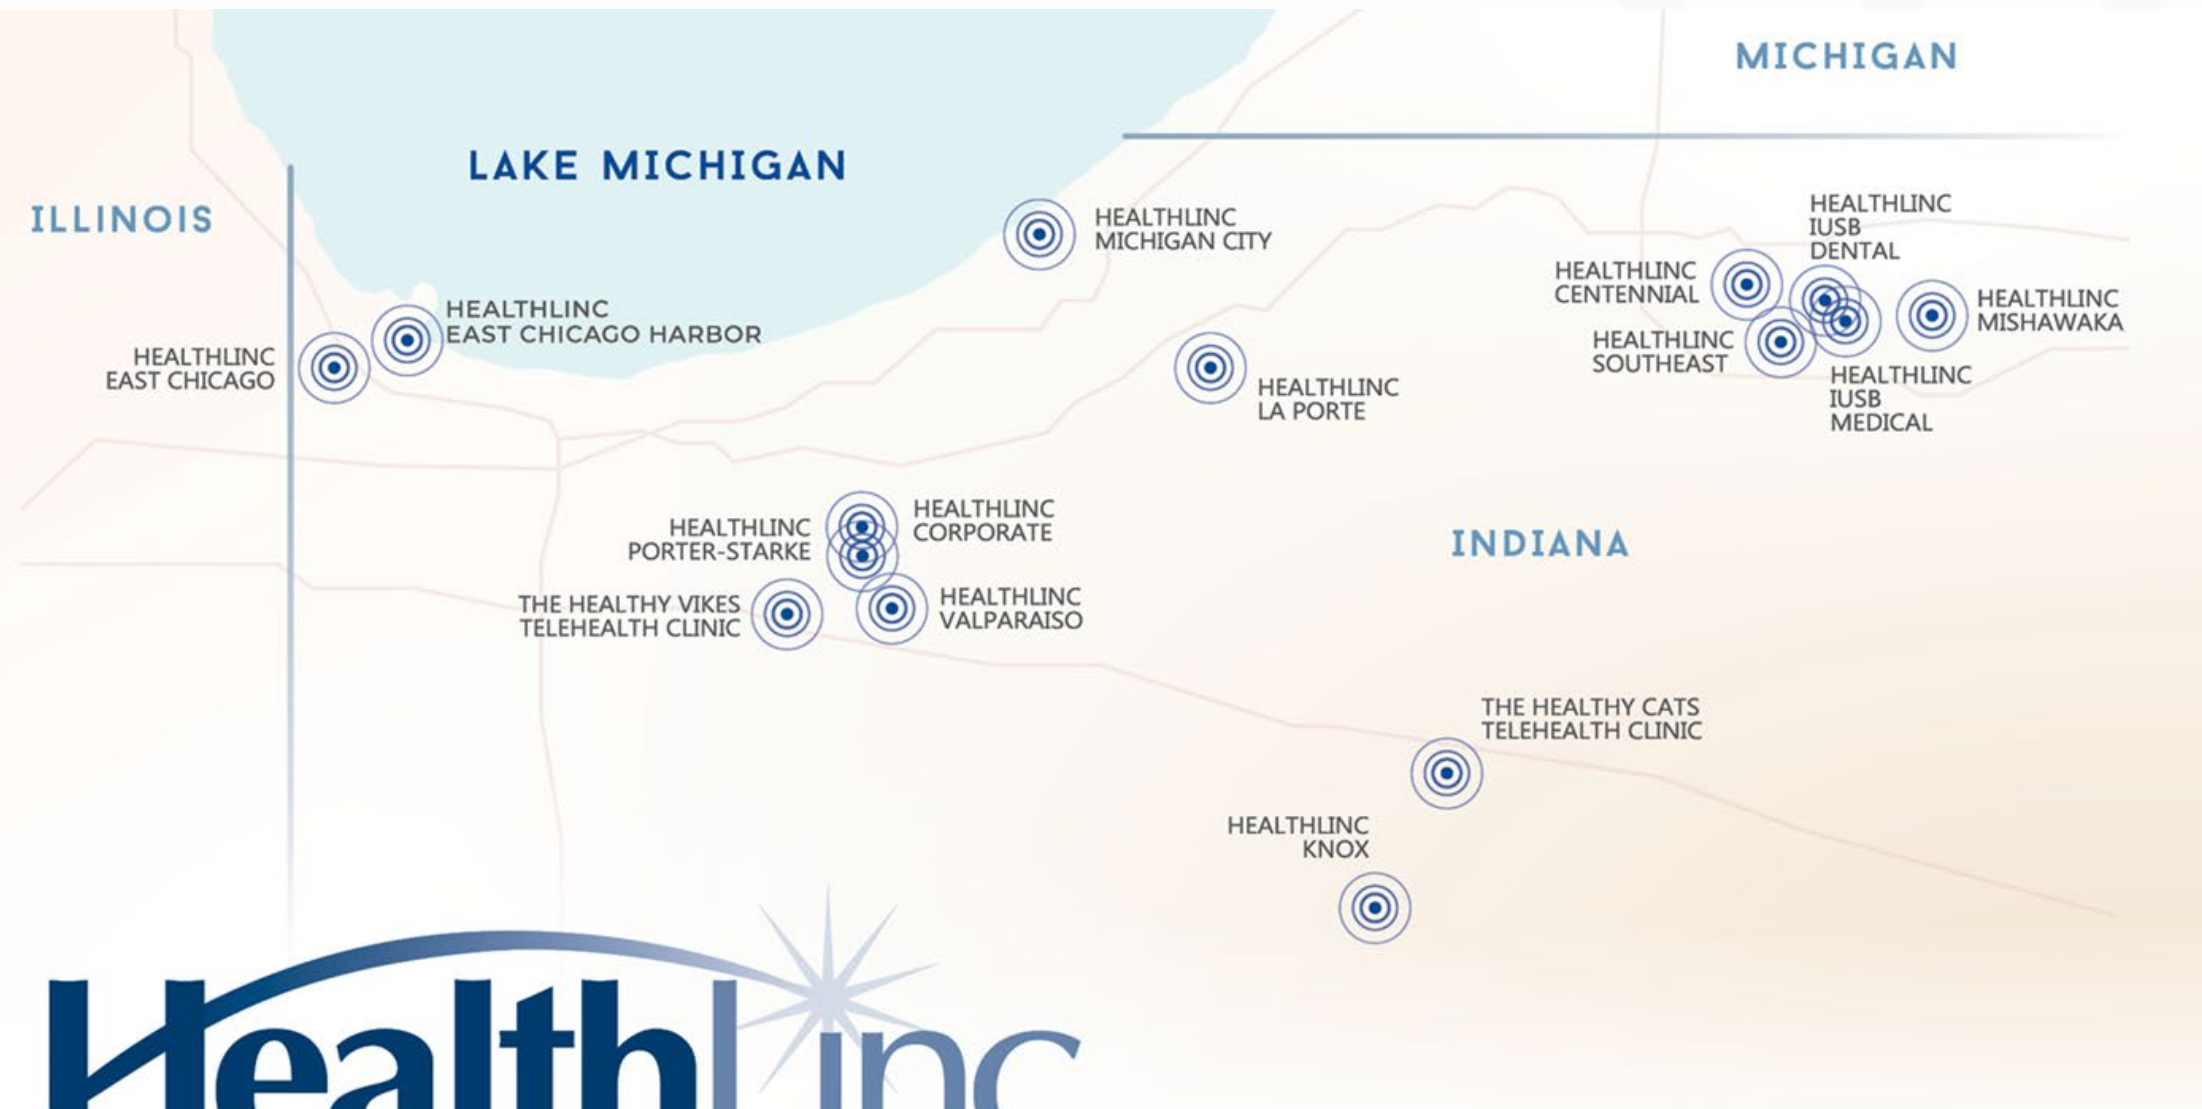 MICHIGAN
LAKE MICHIGAN
ILLINOIS
HEALTHLINC
MICHIGAN CITY
HEALTHLINC
IUSB
DENTAL
HEALTHLINC
CENTENNIAL
HEALTHLINC
MISHAWAKA
HEALTHLINC
EAST CHICAGO HARBOR
HEALTHLINC
SOUTHEAST
HEALTHLINC
EAST CHICAGO
HEALTHLINC
IUSB
MEDICAL
HEALTHLINC
LA PORTE
HEALTHLINC
CORPORATE
HEALTHLINC
PORTER-STARKE
INDIANA
HEALTHLINC
VALPARAISO
THE HEALTHY VIKES
TELEHEALTH CLINIC
THE HEALTHY CATS
TELEHEALTH CLINIC
HEALTHLINC
KNOX
HealthLinc